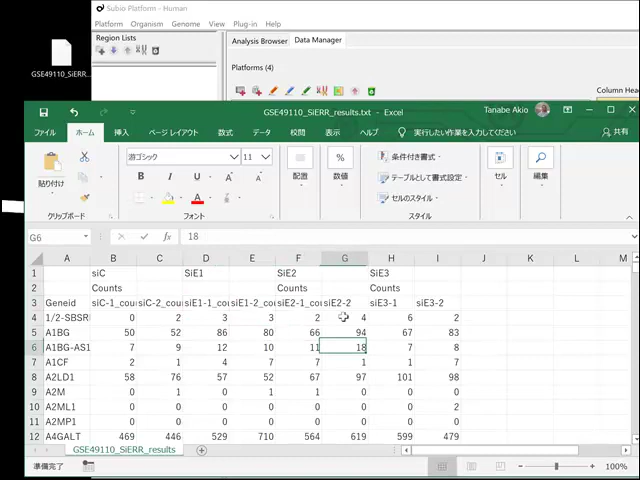 Subio Platform - Human
Platform Organism Genome View Plug-in Help
Region Lists
Analysis Browser Data Manager
Platforms (4)
Column Head
GSE49110_SiERR...
GSE49110_SiERR_results.txt - Excel
Tanabe Akio
ファイル ホーム 挿入 ページ レイアウト 数式 データ 校閲 表示 ヘルプ 実行したい作業を入力してください 共有
貼り付け
游ゴシック 11
B I U A A
A
配置
%
数値
条件付き書式
テーブルとして書式設定
セルのスタイル
セル
編集
クリップボード フォント スタイル
G6 fx 18
A B C D E F G H I J K L
1 siC SiE1 SiE2 SiE3
2 Counts Counts Counts
3 Geneid siC-1_cou siC-2_cou siE1-1_cou siE1-2_cou siE2-1_cou siE2-2 siE3-1 siE3-2
4 1/2-SBSRI 0 2 3 3 2 4 6 2
5 A1BG 50 52 86 80 66 94 67 83
6 A1BG-AS1 7 9 12 10 11 18 7 8
7 A1CF 2 1 4 7 7 1 1 7
8 A2LD1 58 76 57 52 67 97 101 98
9 A2M 0 1 0 1 1 0 0 0
10 A2ML1 0 0 0 0 0 0 0 2
11 A2MP1 0 0 0 0 0 0 0 0
12 A4GALT 469 446 529 710 564 619 599 479
GSE49110_SiERR_results
準備完了 100%